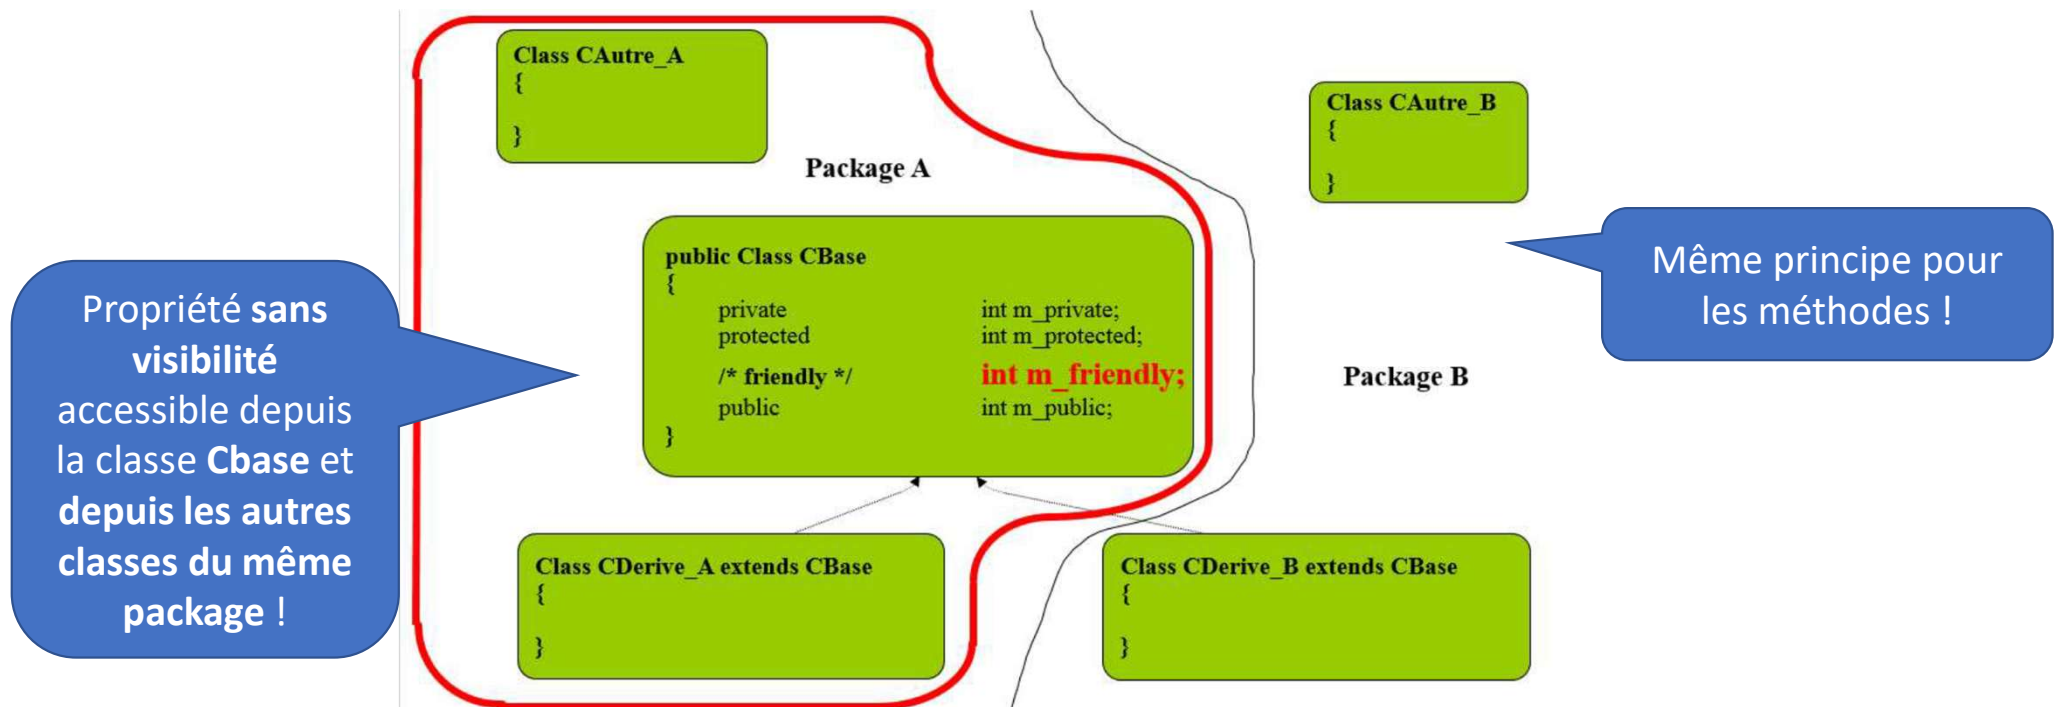 Propriété sans
visibilité
accessible depuis
la classe Cbase et
depuis les autres
classes du même
package !
Class CAutre_A
{
}
Package A
public Class CBase
{
private int m_private;
protected int m_protected;
/* friendly */ int m_friendly;
public int m_public;
}
Class CDerive_A extends CBase
{
}
Class CAutre_B
{
}
Même principe pour
les méthodes !
Package B
Class CDerive_B extends CBase
{
}